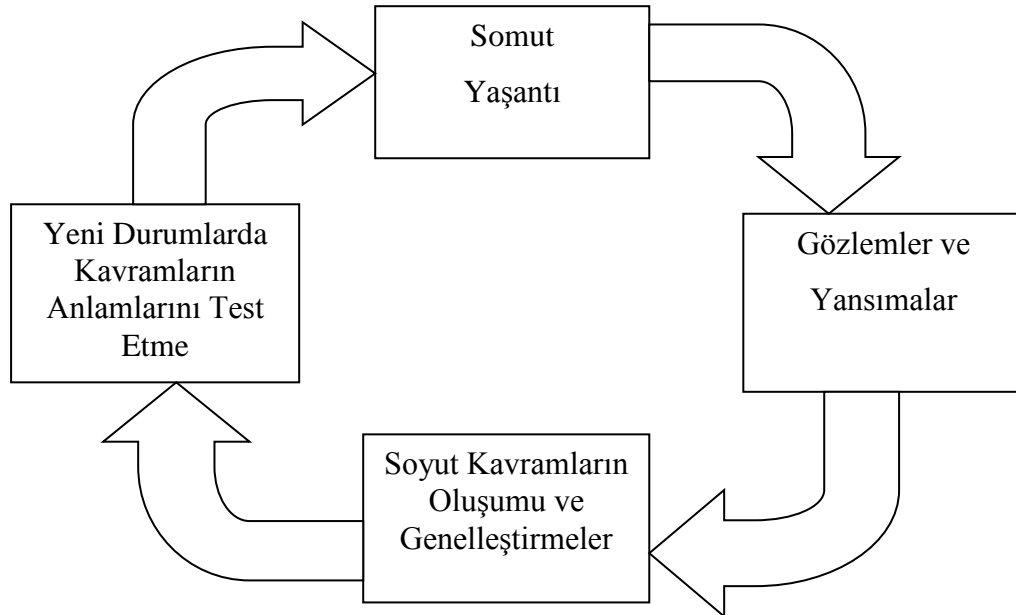 Somut
Yaşantı
Gözlemler ve
Yansımalar
Soyut Kavramların
Oluşumu ve
Genelleştirmeler
Yeni Durumlarda
Kavramların
Anlamlarını Test
Etme